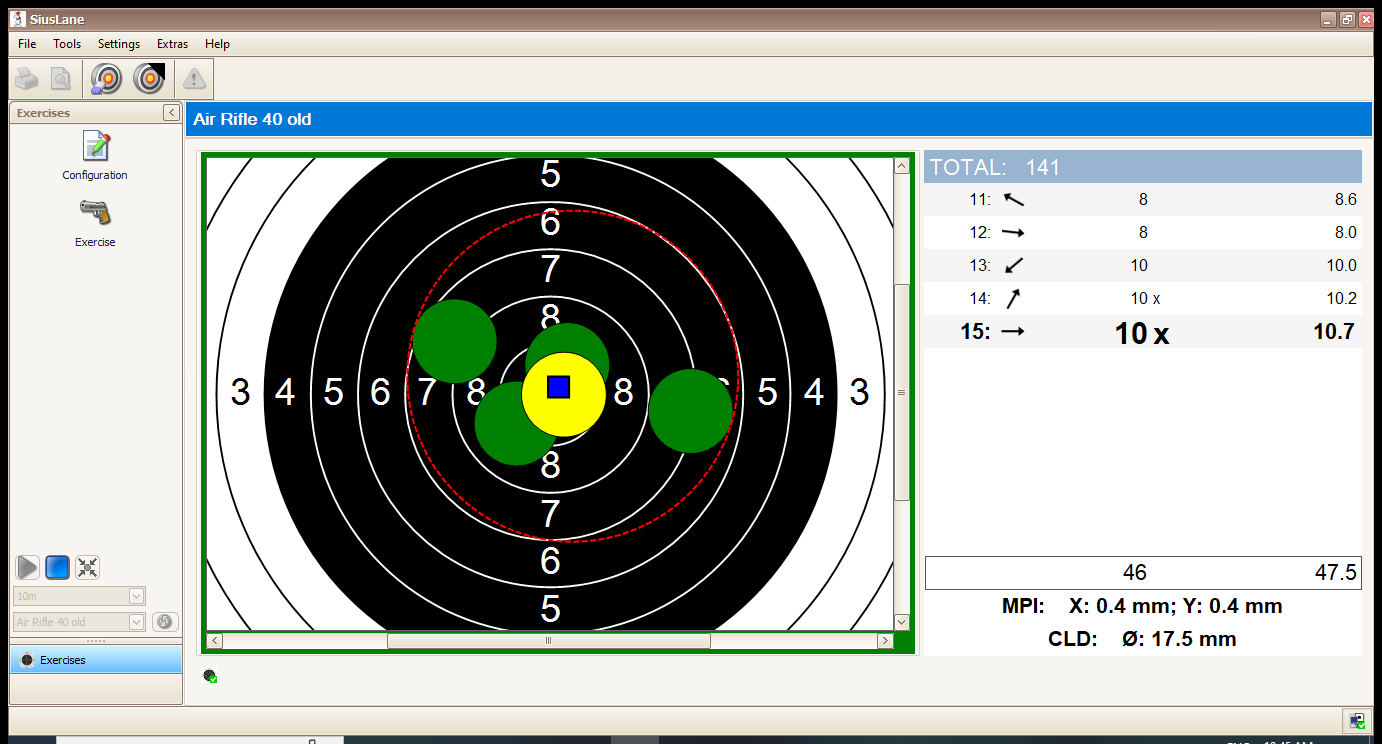 SiusLane
File Tools Settings Extras Help
Exercises
Air Rifle 40 old
Configuration
Exercise
10m
Air Rifle 40 old
Exercises
5
6
7
8
3 4 5 6 7 8 8 5 4 3
8
7
6
5
TOTAL: 141
11: 8 8.6
12: 8 8.0
13: 10 10.0
14: 10 x 10.2
15: 10 x 10.7
46 47.5
MPI: X: 0.4 mm; Y: 0.4 mm
CLD: Ø: 17.5 mm